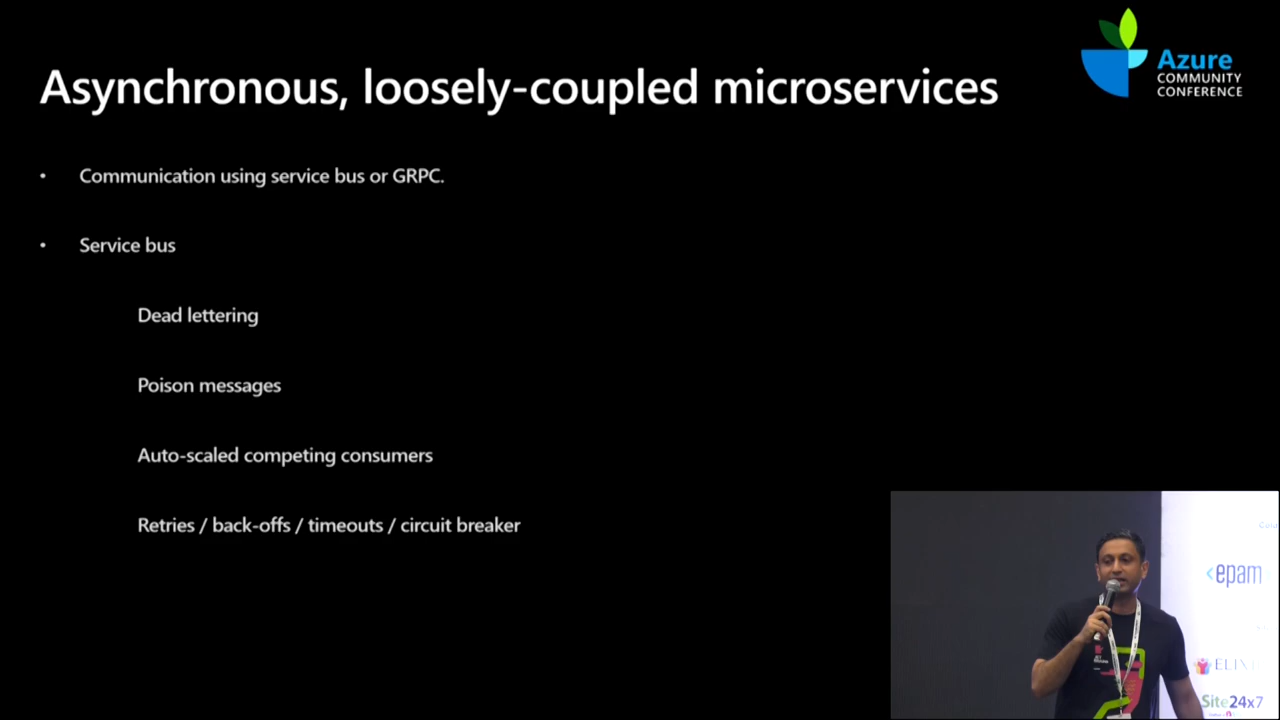 Asynchronous, loosely-coupled microservices
Azure
COMMUNITY
CONFERENCE
• Communication using service bus or GRPC.
• Service bus
Dead lettering
Poison messages
Auto-scaled competing consumers
Retries / back-offs / timeouts / circuit breaker
<epam
Site24x7